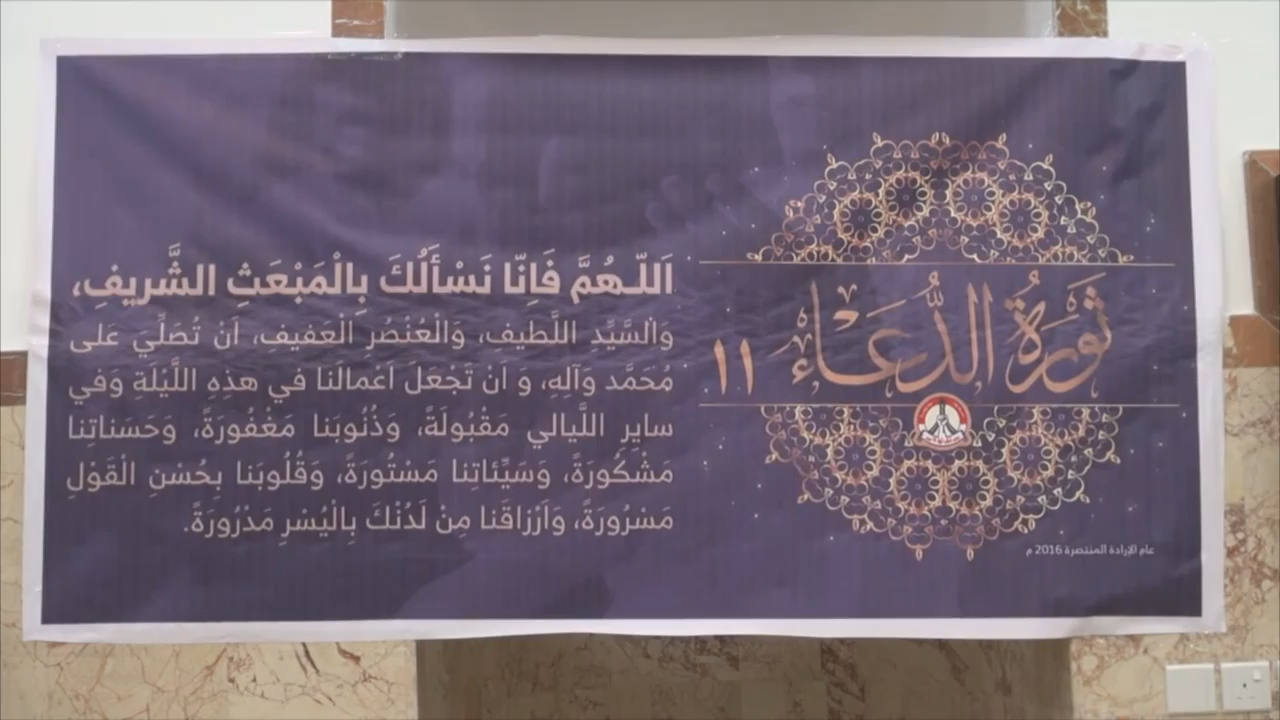 ثورة الدُّعَاء ١١
عام الإرادة المنتصرة 2016 م
اَللّـهُمَّ فَاِنّا نَسْأَلُكَ بِالْمَبْعَثِ الشَّريفِ،
وَالسَّيِّدِ اللَّطيفِ، وَالْعُنْصُرِ الْعَفيفِ، اَنْ تُصَلِّيَ عَلى
مُحَمَّد وَآلِهِ، وَ اَنْ تَجْعَلَ اَعْمالَنا في هذِهِ اللَّيْلَةِ وَفي
سايِرِ اللَّيالي مَقْبُولَةً، وَذُنُوبَنا مَغْفُورَةً، وَحَسَناتِنا
مَشْكُورَةً، وَسَيِّئاتِنا مَسْتُورَةً، وَقُلُوبَنا بِحُسْنِ الْقَوْلِ
مَسْرُورَةً، وَاَرْزاقَنا مِنْ لَدُنْكَ بِالْيُسْرِ مَدْرُورَةً.